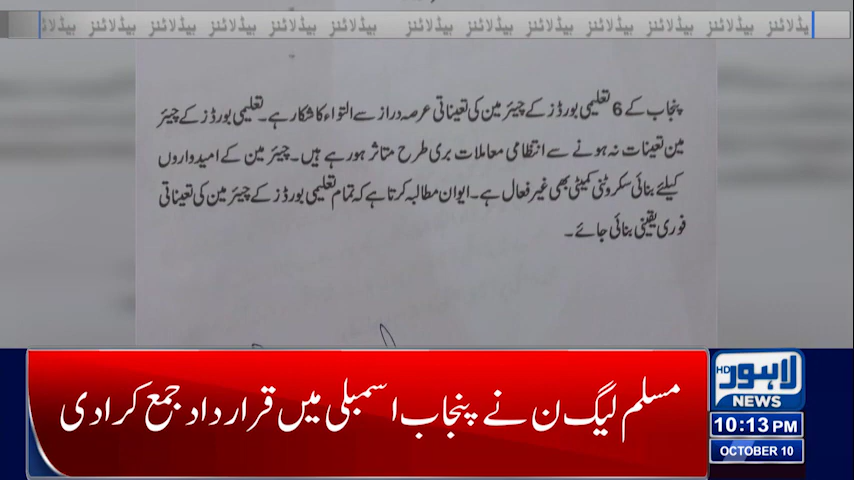 ہیڈلائنز ہیڈلائنز ہیڈلائنز ہیڈلائنز ہیڈلائنز ہیڈلائنز ہیڈلائنز ہیڈلائنز ہیڈلائنز ہیڈلائنز ہیڈلائنز
پنجاب کے 6 تعلیمی بورڈز کے چیئرمین کی تعیناتی عرصہ دراز سے التواء کا شکار ہے۔ تعلیمی بورڈز کے چیئر
مین تعینات نہ ہونے سے انتظامی معاملات بری طرح متاثر ہو رہے ہیں۔ چیئرمین کے امیدواروں
کیلئے بنائی سکروٹنی کمیٹی بھی غیر فعال ہے۔ ایوان مطالبہ کرتا ہے کہ تمام تعلیمی بورڈز کے چیئرمین کی تعیناتی
فوری یقینی بنائی جائے۔
مسلم لیگ ن نے پنجاب اسمبلی میں قرارداد جمع کرا دی
لاہور HD
NEWS
10:13 PM
OCTOBER 10